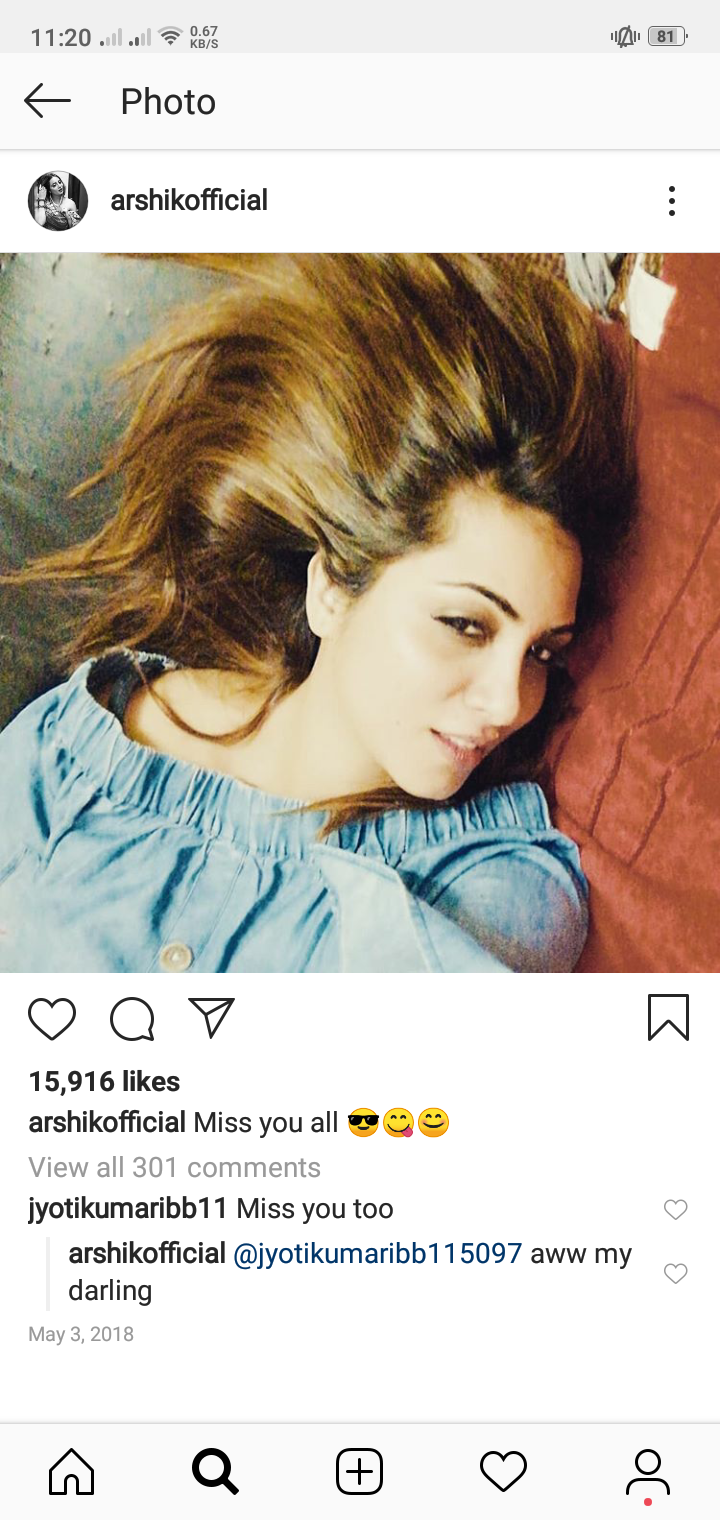 11:20 0.67 KB/S 81
Photo
arshikofficial
15,916 likes
arshikofficial Miss you all 😎😋😊
View all 301 comments
jyotikumaribb11 Miss you too
arshikofficial @jyotikumaribb115097 aww my
darling
May 3, 2018